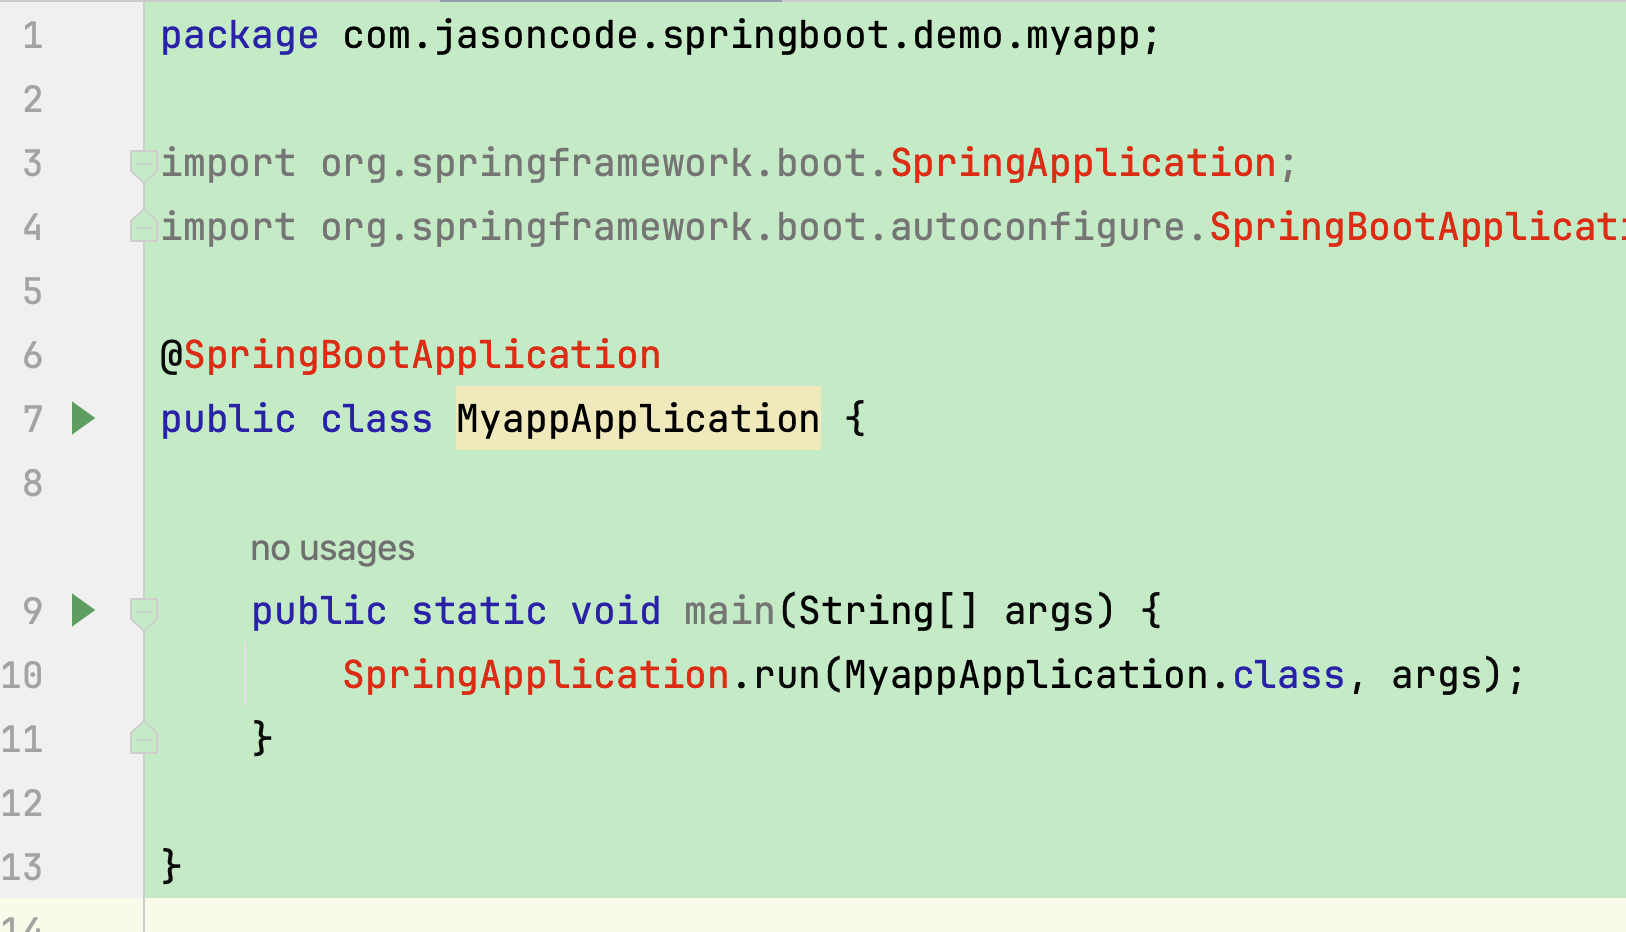 1 package com.jasoncode.springboot.demo.myapp;
2
3 import org.springframework.boot.SpringApplication;
4 import org.springframework.boot.autoconfigure.SpringBootApplicati
5
6 @SpringBootApplication
7 public class MyappApplication {
8
no usages
9 public static void main(String[] args) {
10 SpringApplication.run(MyappApplication.class, args);
11 }
12
13 }
14